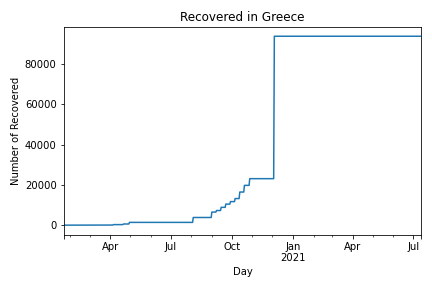 Recovered in Greece
Number of Recovered
80000
60000
40000
20000
0
Apr Jul Oct Jan Apr Jul
2021
Day